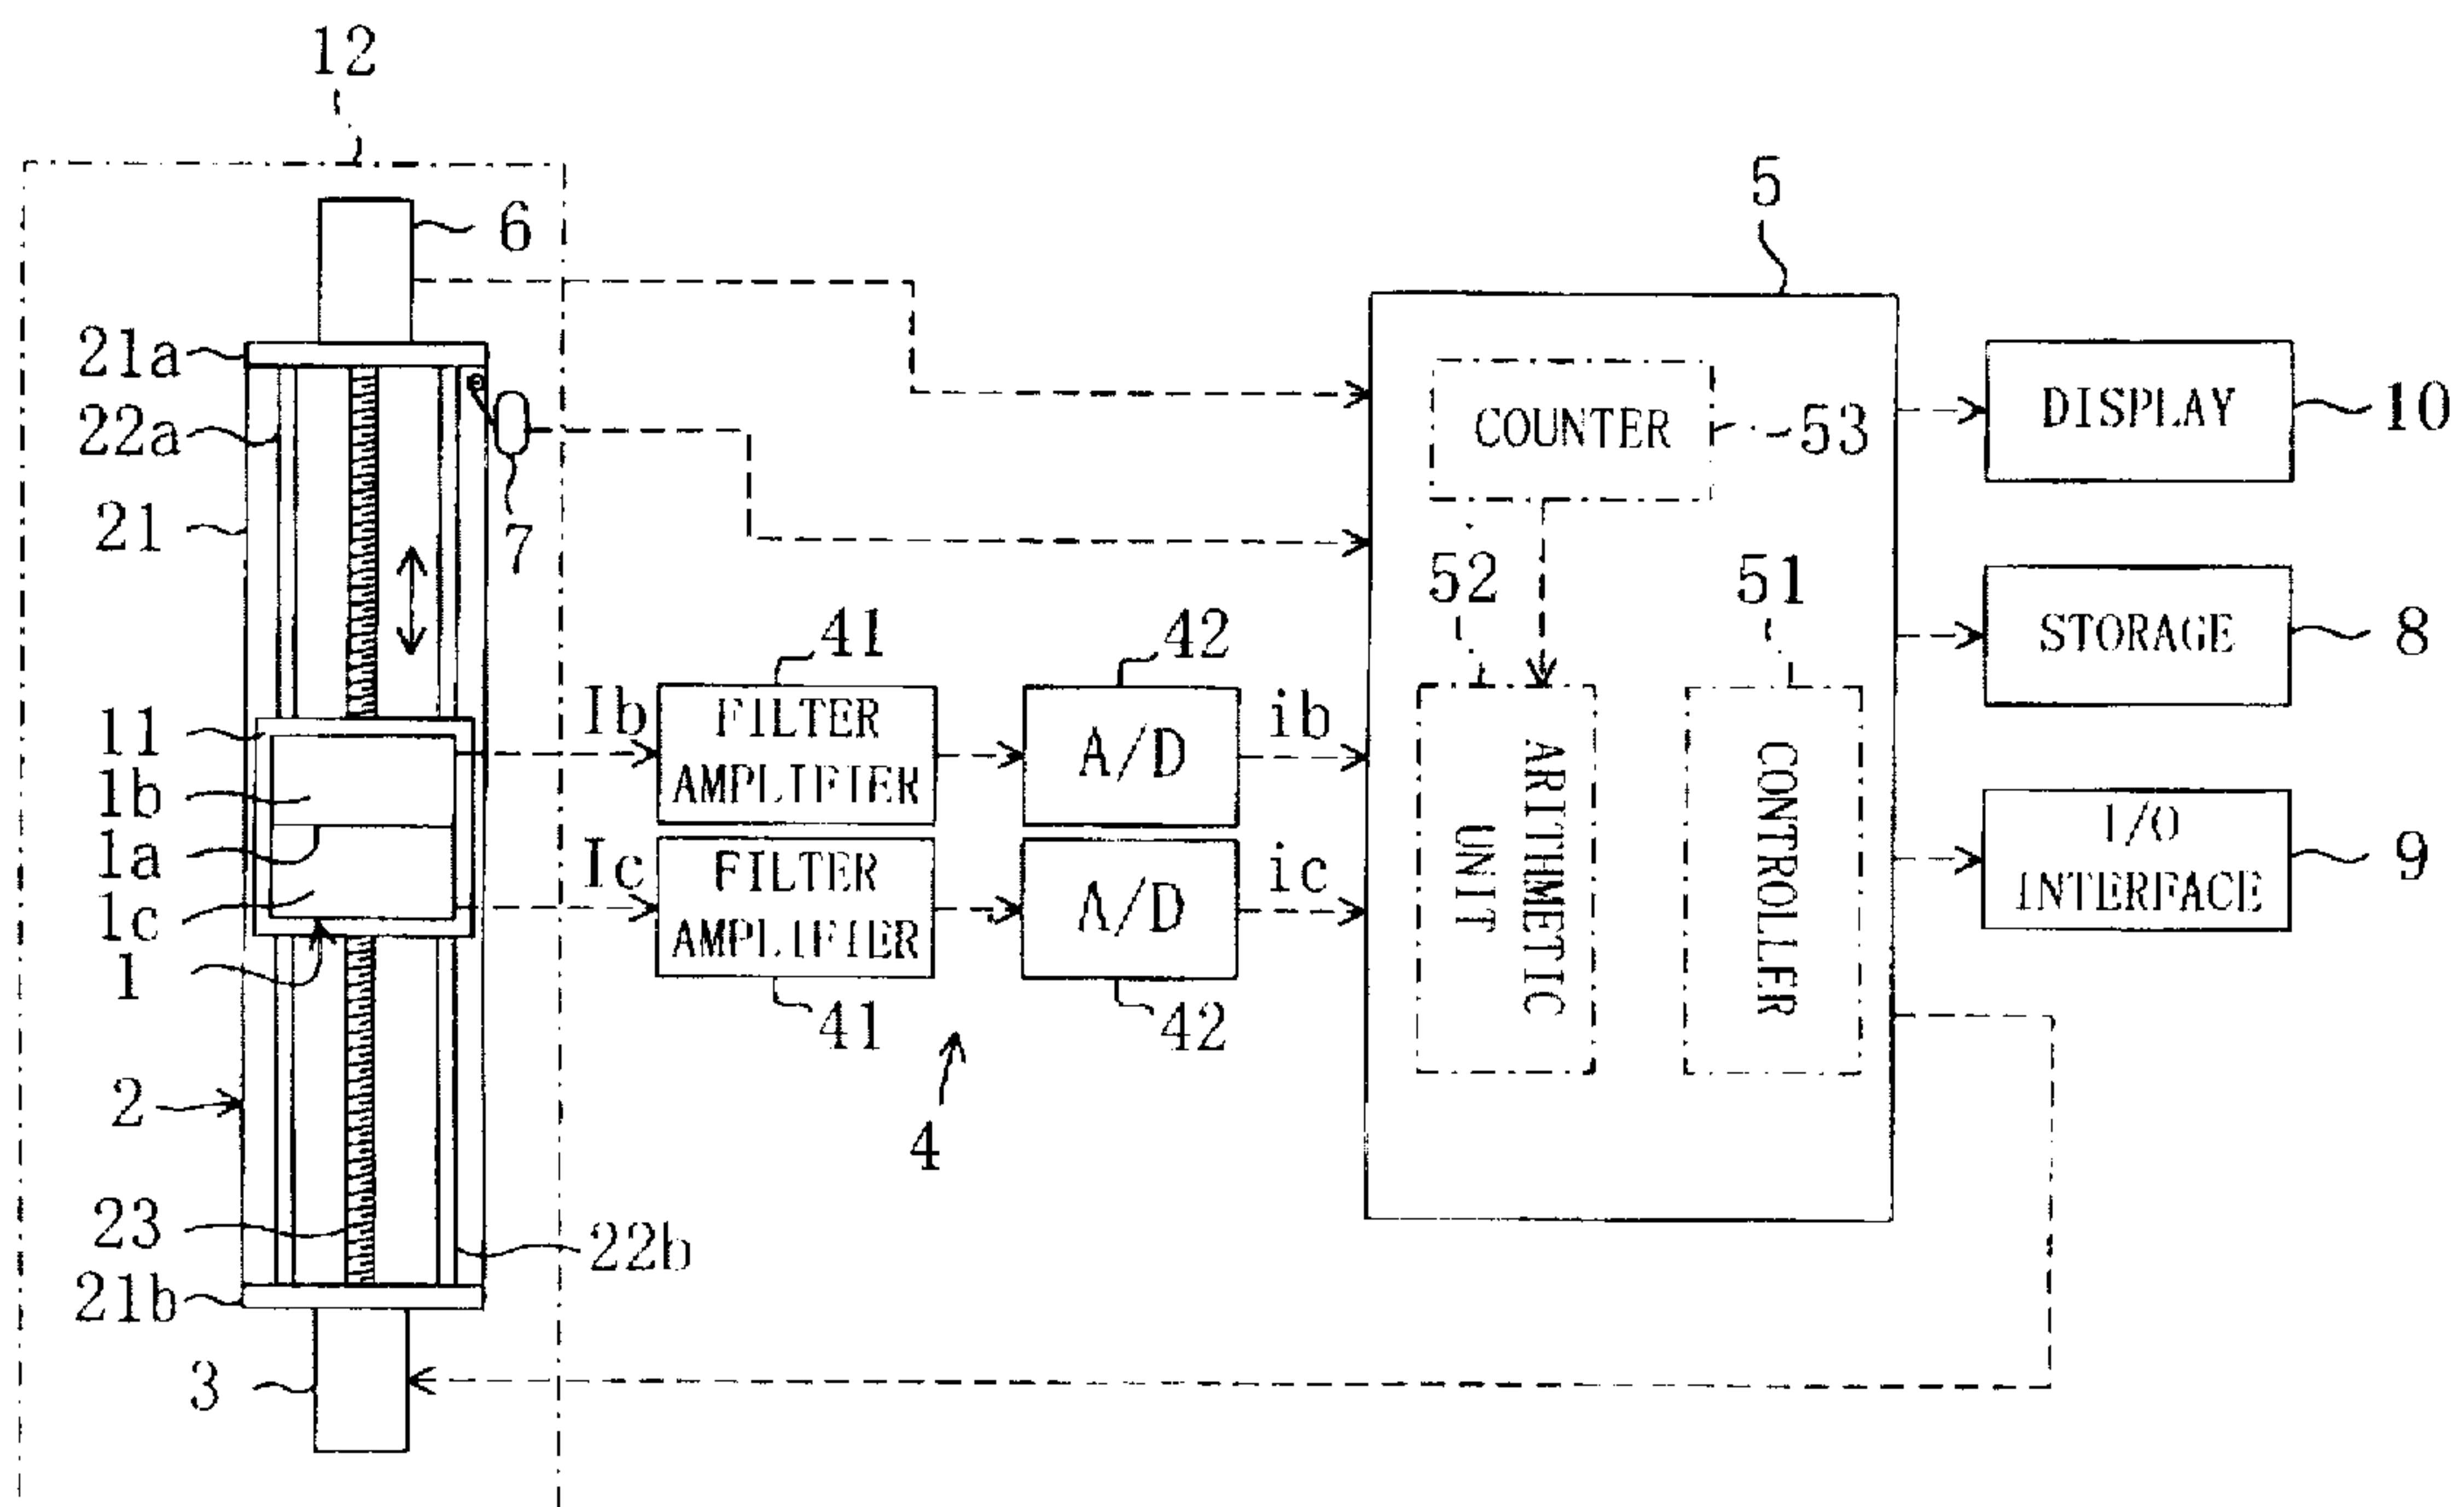 12
6
5
21a
COUNTER
53
DISPLAY
10
22a
21
7
52
51
STORAGE
8
41
42
11
Ib
FILTER
AMPLIFIER
A/D
ib
ARITHMETIC
UNIT
CONTROLLER
1b
1a
Ic
FILTER
AMPLIFIER
A/D
ic
I/O
INTERFACE
9
1c
1
41
42
2
4
23
22b
21b
3